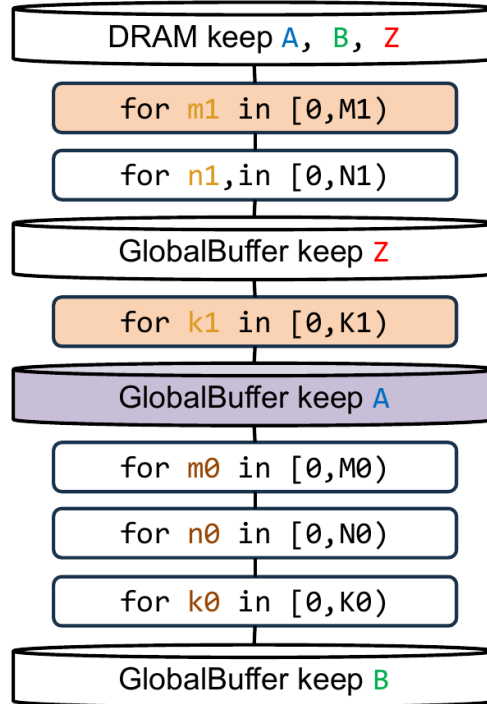 DRAM keep A, B, Z
for m1 in [0,M1)
for n1,in [0,N1)
GlobalBuffer keep Z
for k1 in [0,K1)
GlobalBuffer keep A
for m0 in [0,M0)
for n0 in [0,N0)
for k0 in [0,K0)
GlobalBuffer keep B